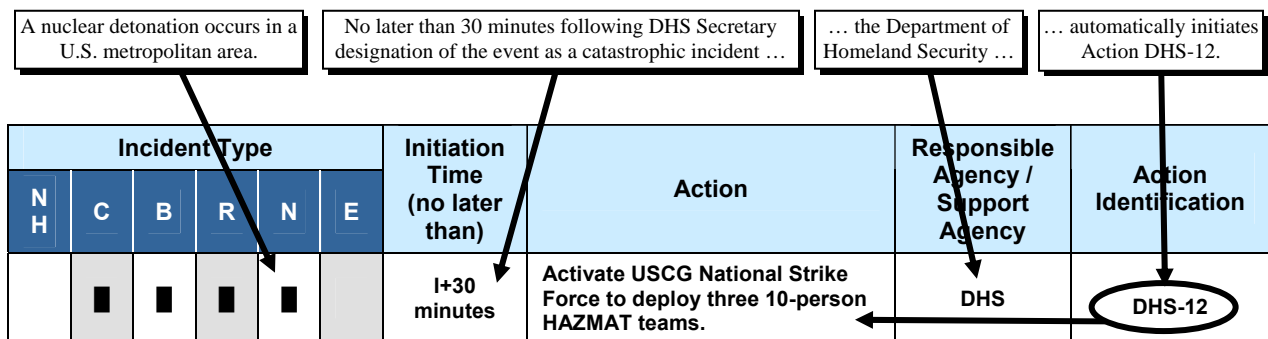 A nuclear detonation occurs in a
U.S. metropolitan area.
No later than 30 minutes following DHS Secretary
designation of the event as a catastrophic incident …
… the Department of
Homeland Security …
… automatically initiates
Action DHS-12.
Incident Type
N
H
C
B
R
N
E
Initiation
Time
(no later
than)
Action
Responsible
Agency /
Support
Agency
Action
Identification
I+30
minutes
Activate USCG National Strike
Force to deploy three 10-person
HAZMAT teams.
DHS
DHS-12